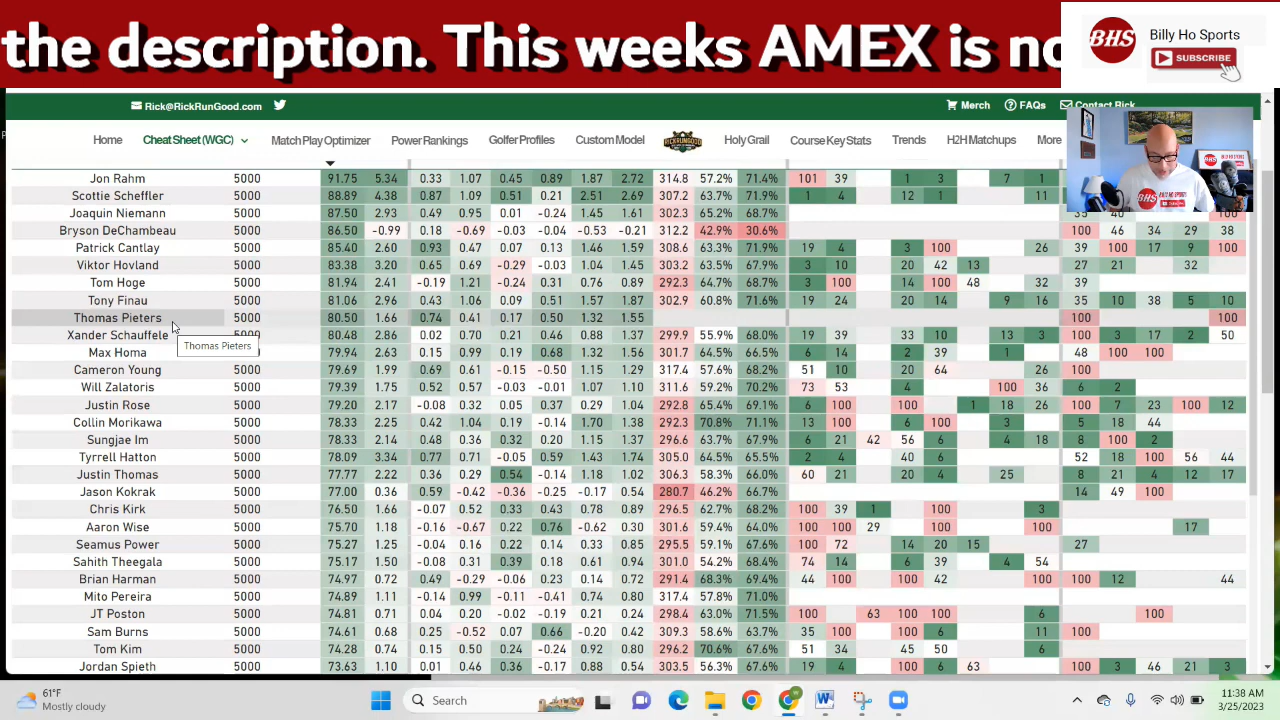 the description. This weeks AMEX is no
BHS Billy Ho Sports
SUBSCRIBE
Rick@RickRunGood.com Merch FAQs Contact Rick
Home Cheat Sheet (WGC) Match Play Optimizer Power Rankings Golfer Profiles Custom Model RICKRUNGOOD Holy Grail Course Key Stats Trends H2H Matchups More
Jon Rahm 5000 91.75 5.34 0.33 1.07 0.45 0.89 1.87 2.72 314.8 57.2% 71.4% 101 39 1 3 7 1
Scottie Scheffler 5000 88.89 4.38 0.87 1.09 0.51 0.21 2.51 2.69 307.2 63.7% 71.9% 1 4 12 1 11
Joaquin Niemann 5000 87.50 2.93 0.49 0.95 0.01 -0.24 1.45 1.61 302.3 65.2% 68.7% 35 40
Bryson DeChambeau 5000 86.50 -0.99 0.18 -0.69 -0.03 -0.04 -0.53 -0.21 312.2 42.9% 30.6% 100 46 34 29 38
Patrick Cantlay 5000 85.40 2.60 0.93 0.47 0.07 0.13 1.46 1.59 308.6 63.3% 71.9% 19 4 3 100 26 39 100 17 9 100
Viktor Hovland 5000 83.38 3.20 0.65 0.69 -0.29 -0.03 1.04 1.45 303.2 63.5% 67.9% 3 10 20 42 13 27 21 32
Tom Hoge 5000 81.94 2.41 -0.19 1.21 -0.24 0.31 0.76 0.89 292.3 64.7% 68.7% 3 100 14 100 48 32 39
Tony Finau 5000 81.06 2.96 0.43 1.06 0.09 0.51 1.57 1.87 302.9 60.8% 71.6% 19 24 20 14 9 16 35 10 38 5 10
Thomas Pieters 5000 80.50 1.66 0.74 0.41 0.17 0.50 1.32 1.55 100 100
Xander Schauffele 5000 80.48 2.86 0.02 0.70 0.21 0.46 0.88 1.37 299.9 55.9% 68.0% 19 4 33 10 13 3 100 3 17 2 50
Thomas Pieters
Max Homa 79.94 2.63 0.15 0.99 0.19 0.68 1.32 1.56 301.7 64.5% 66.5% 6 14 2 39 1 48 100 100
Cameron Young 5000 79.69 1.99 0.69 0.61 -0.15 -0.50 1.15 1.29 317.4 57.6% 68.2% 51 10 20 64 26 100
Will Zalatoris 5000 79.39 1.75 0.52 0.57 -0.03 -0.01 1.07 1.10 311.6 59.2% 70.2% 73 53 4 100 36 6 2
Justin Rose 5000 79.20 2.17 -0.08 0.32 0.05 0.37 0.29 1.04 292.8 65.4% 69.1% 6 100 100 1 18 26 100 7 23 100 12
Collin Morikawa 5000 78.33 2.25 0.42 1.04 0.19 -0.14 1.70 1.38 292.3 70.8% 71.1% 13 100 6 100 3 5 18 44
Sungjae Im 5000 78.33 2.14 0.48 0.36 0.32 0.20 1.15 1.37 296.6 63.7% 67.9% 6 21 42 56 6 4 18 8 100 2
Tyrrell Hatton 5000 78.09 3.34 0.77 0.71 -0.05 0.59 1.43 1.74 305.0 64.5% 65.5% 2 4 40 6 52 18 100 56 44
Justin Thomas 5000 77.77 2.22 0.36 0.29 0.54 -0.14 1.18 1.02 306.3 58.3% 66.0% 60 21 20 4 25 8 21 4 12 17
Jason Kokrak 5000 77.00 0.36 0.59 -0.42 -0.36 -0.25 -0.17 0.54 280.7 46.2% 66.7% 14 49 100
Chris Kirk 5000 76.50 1.66 -0.07 0.52 0.33 0.43 0.78 0.89 296.5 62.7% 68.2% 100 39 1 100 3
Aaron Wise 5000 75.70 1.18 -0.16 -0.67 0.22 0.76 -0.62 0.30 301.6 59.4% 64.0% 100 100 29 100 100 17
Seamus Power 5000 75.27 1.25 -0.04 0.16 0.22 0.14 0.33 0.85 295.5 59.1% 67.6% 100 72 14 20 15 27
Sahith Theegala 5000 75.17 1.50 -0.08 0.31 0.39 0.18 0.61 0.94 301.0 54.2% 68.4% 74 14 6 39 4 54
Brian Harman 5000 74.97 0.72 0.49 -0.29 -0.06 0.23 0.14 0.72 291.4 68.3% 69.4% 44 100 100 42 100 100 12 44
Mito Pereira 5000 74.89 1.11 -0.14 0.99 -0.11 -0.41 0.74 0.80 317.4 57.8% 71.0%
JT Poston 5000 74.81 0.71 0.04 0.20 -0.02 -0.19 0.21 0.24 298.4 63.0% 71.5% 100 63 100 100 6 100
Sam Burns 5000 74.61 0.68 0.25 -0.52 0.07 0.66 -0.20 0.42 309.3 58.6% 63.7% 35 100 100 6 11 100
Tom Kim 5000 74.28 0.74 0.15 0.50 0.24 -0.24 0.92 0.80 296.2 70.6% 67.6% 51 34 45 50 6
Jordan Spieth 5000 73.63 1.10 0.01 0.46 0.36 -0.17 0.88 0.54 303.5 56.3% 67.6% 19 4 100 6 63 100 3 46 21 3
61°F
Mostly cloudy
Search
11:38 AM
3/25/2023